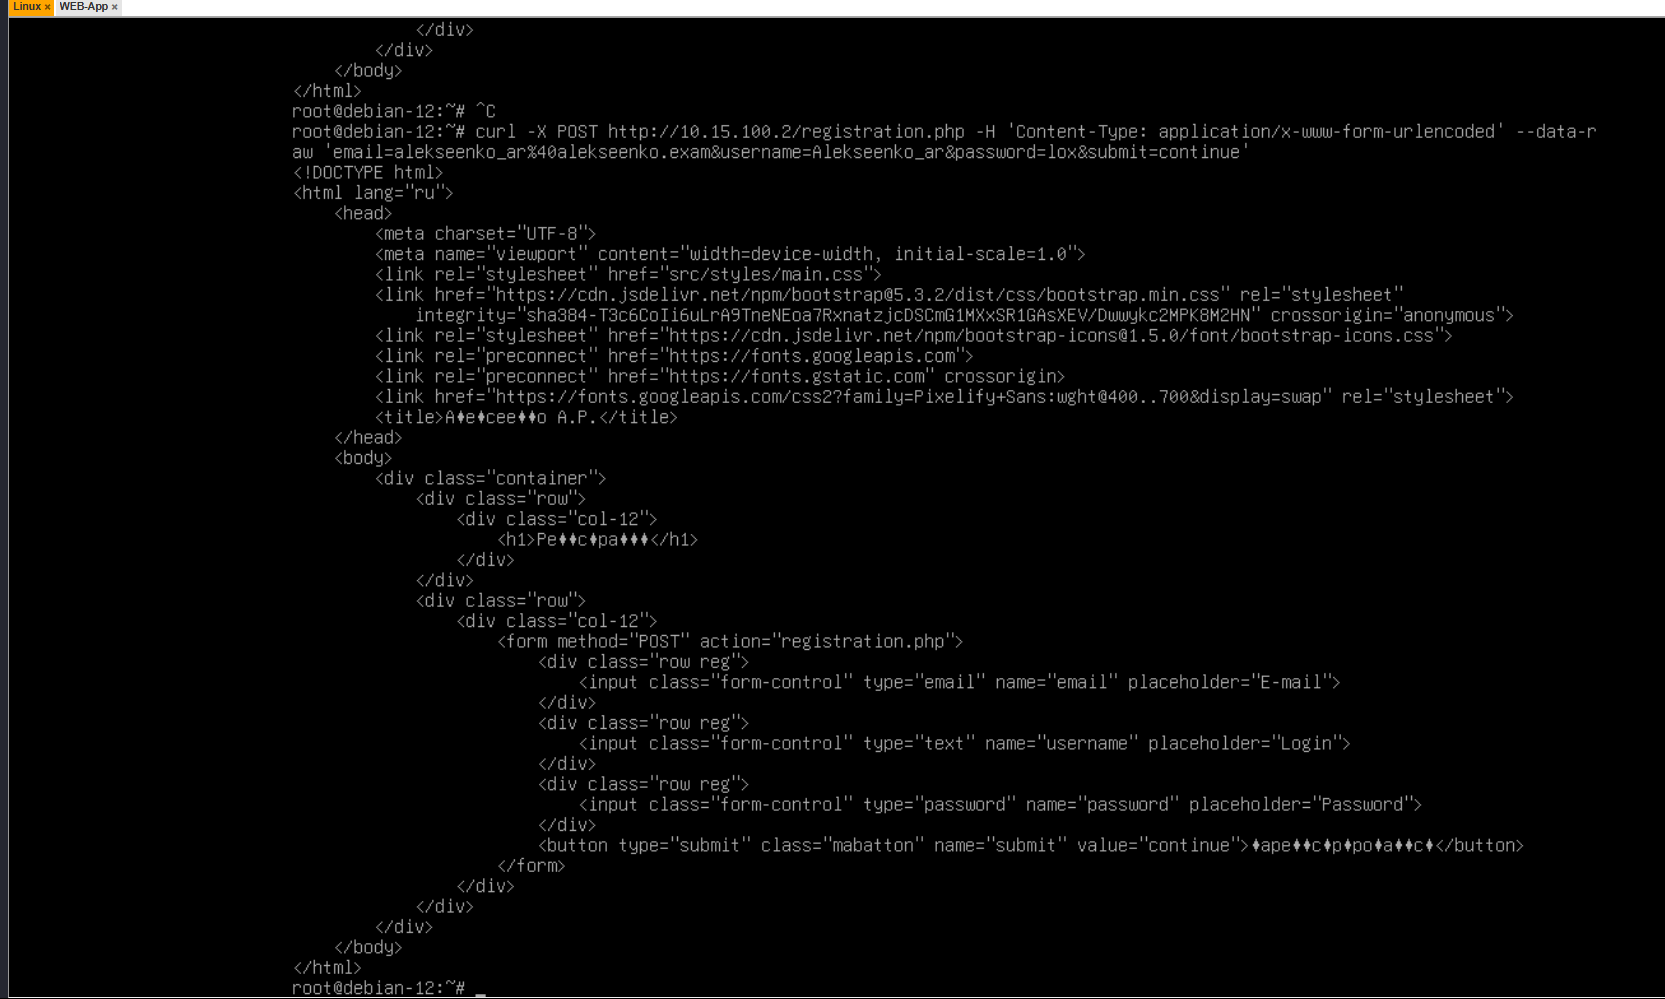 Linux × WEB-App ×
</div>
</div>
</body>
</html>
root@debian-12:~# ^C
root@debian-12:~# curl -X POST http://10.15.100.2/registration.php -H 'Content-Type: application/x-www-form-urlencoded' --data-r
aw 'email=alekseenko_ar%40alekseenko.exam&username=Alekseenko_ar&password=lox&submit=continue'
<!DOCTYPE html>
<html lang="ru">
<head>
<meta charset="UTF-8">
<meta name="viewport" content="width=device-width, initial-scale=1.0">
<link rel="stylesheet" href="src/styles/main.css">
<link href="https://cdn.jsdelivr.net/npm/bootstrap@5.3.2/dist/css/bootstrap.min.css" rel="stylesheet"
integrity="sha384-T3c6CoIi6uLrA9TneNEoa7RxnatzjcDSCmG1MXxSR1GAsXEV/Dwwykc2MPK8M2HN" crossorigin="anonymous">
<link rel="stylesheet" href="https://cdn.jsdelivr.net/npm/bootstrap-icons@1.5.0/font/bootstrap-icons.css">
<link rel="preconnect" href="https://fonts.googleapis.com">
<link rel="preconnect" href="https://fonts.gstatic.com" crossorigin>
<link href="https://fonts.googleapis.com/css2?family=Pixelify+Sans:wght@400..700&display=swap" rel="stylesheet">
<title>A♦e♦cee♦♦o A.P.</title>
</head>
<body>
<div class="container">
<div class="row">
<div class="col-12">
<h1>Pe♦♦c♦pa♦♦♦</h1>
</div>
</div>
<div class="row">
<div class="col-12">
<form method="POST" action="registration.php">
<div class="row reg">
<input class="form-control" type="email" name="email" placeholder="E-mail">
</div>
<div class="row reg">
<input class="form-control" type="text" name="username" placeholder="Login">
</div>
<div class="row reg">
<input class="form-control" type="password" name="password" placeholder="Password">
</div>
<button type="submit" class="mabatton" name="submit" value="continue">♦ape♦♦c♦p♦po♦a♦♦c♦</button>
</form>
</div>
</div>
</div>
</body>
</html>
root@debian-12:~# _